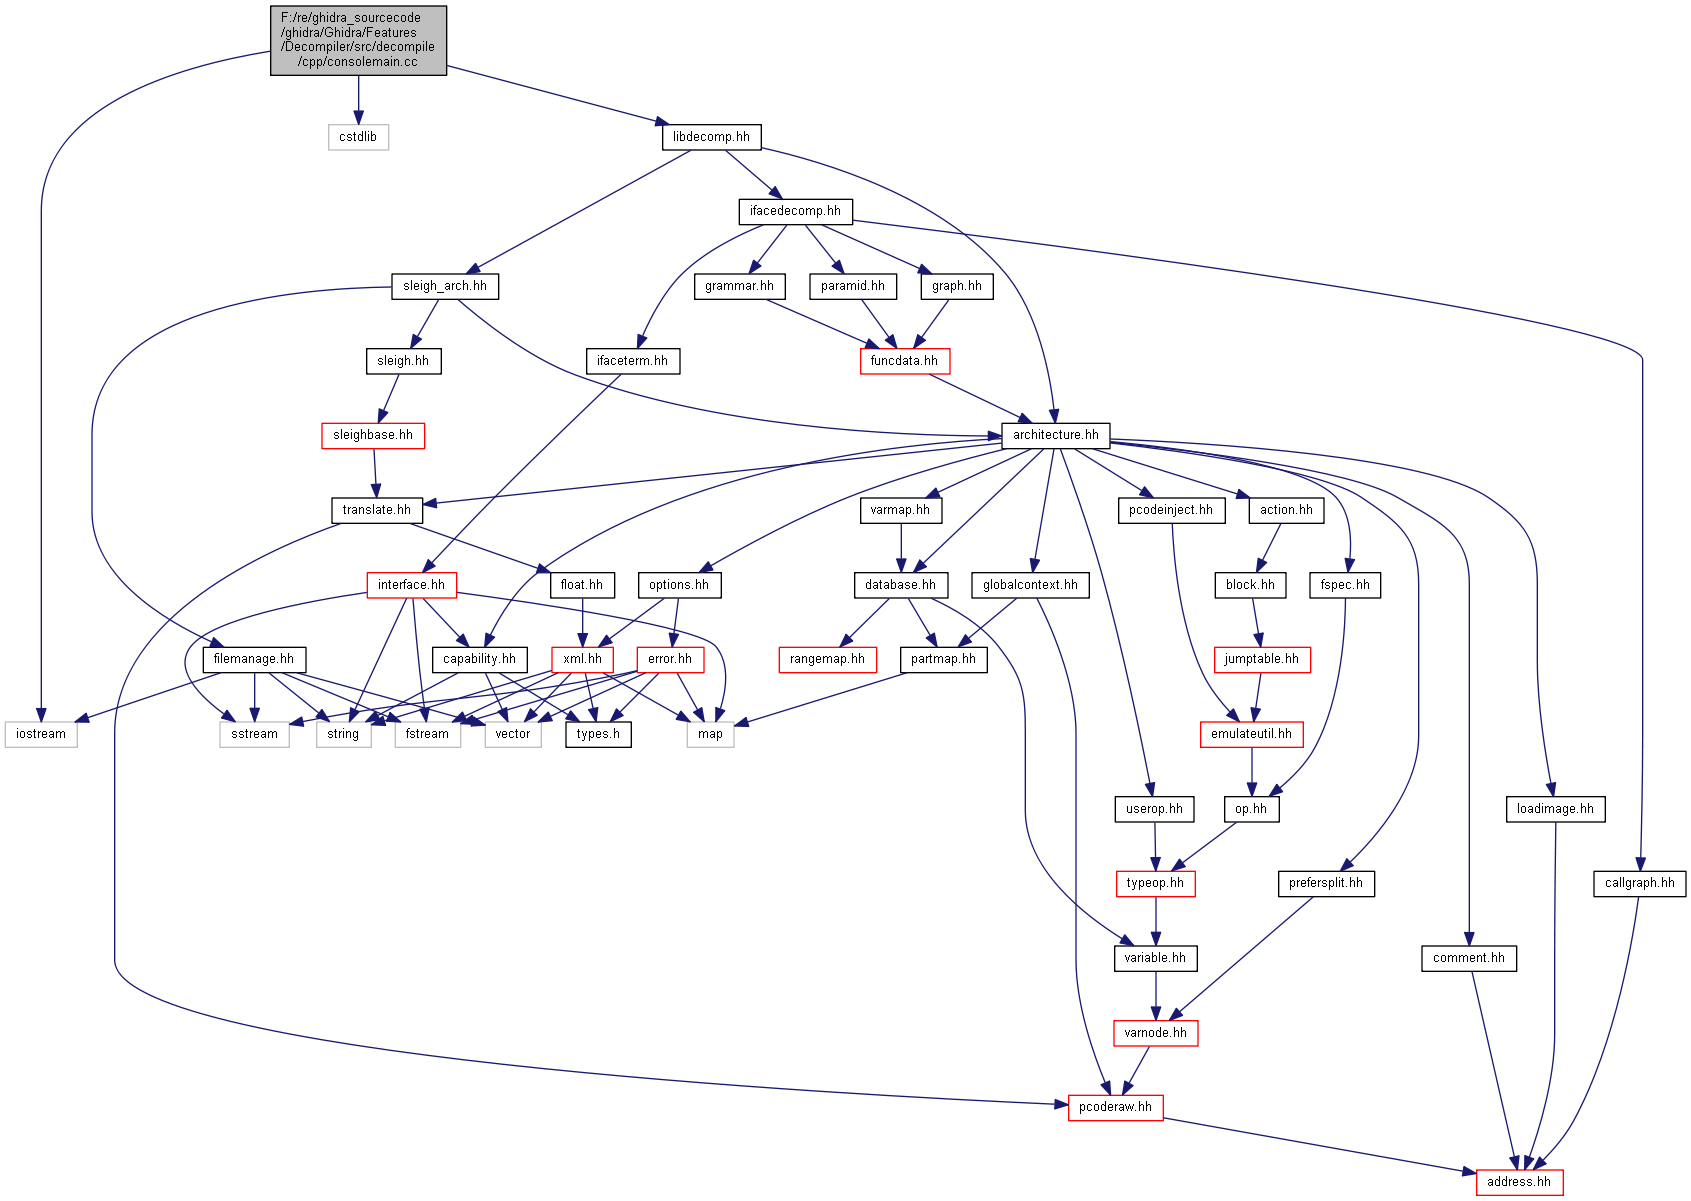 F:/re/ghidra_sourcecode
/ghidra/Ghidra/Features
/Decompiler/src/decompile
/cpp/consolemain.cc
cstdlib
libdecomp.hh
ifacedecomp.hh
sleigh_arch.hh
grammar.hh
paramid.hh
graph.hh
sleigh.hh
ifaceterm.hh
funcdata.hh
sleighbase.hh
architecture.hh
translate.hh
varmap.hh
pcodeinject.hh
action.hh
interface.hh
float.hh
options.hh
database.hh
globalcontext.hh
block.hh
fspec.hh
filemanage.hh
capability.hh
xml.hh
error.hh
rangemap.hh
partmap.hh
jumptable.hh
iostream
sstream
string
fstream
vector
types.h
map
emulateutil.hh
userop.hh
op.hh
loadimage.hh
typeop.hh
prefersplit.hh
callgraph.hh
variable.hh
comment.hh
varnode.hh
pcoderaw.hh
address.hh